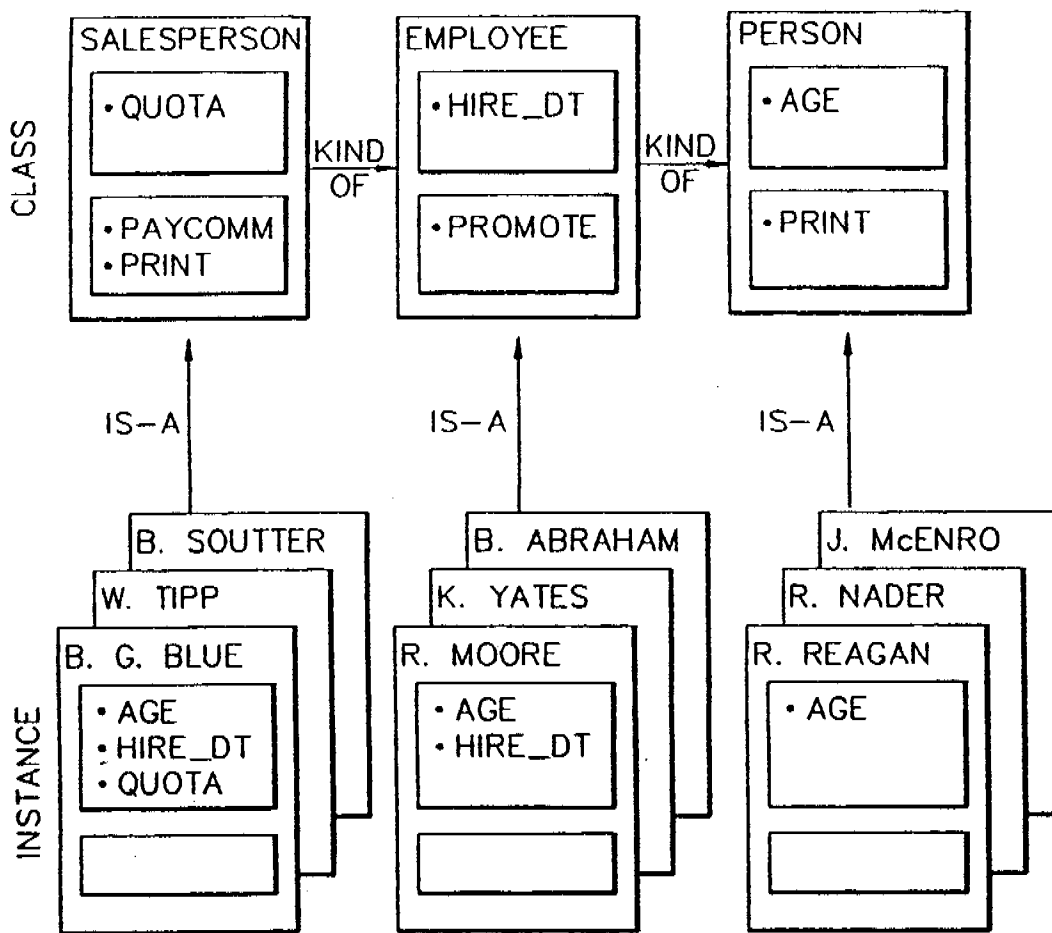 SALESPERSON
• QUOTA
• PAYCOMM
• PRINT
KIND
OF
EMPLOYEE
• HIRE_DT
• PROMOTE
KIND
OF
PERSON
• AGE
• PRINT
CLASS
IS-A
IS-A
IS-A
B. SOUTTER
W. TIPP
B. G. BLUE
• AGE
• HIRE_DT
• QUOTA
B. ABRAHAM
K. YATES
R. MOORE
• AGE
• HIRE_DT
J. McENRO
R. NADER
R. REAGAN
• AGE
INSTANCE